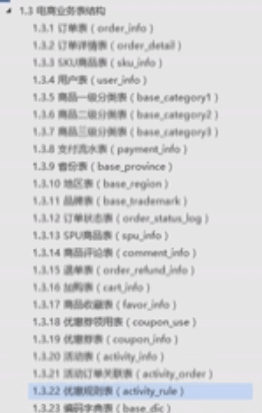 1.3 电商业务表结构
1.3.1 订单表（order_info）
1.3.2 订单详情表（order_detail）
1.3.3 SKU商品表（sku_info）
1.3.4 用户表（user_info）
1.3.5 商品一级分类表（base_category1）
1.3.6 商品二级分类表（base_category2）
1.3.7 商品三级分类表（base_category3）
1.3.8 支付流水表（payment_info）
1.3.9 省份表（base_province）
1.3.10 地区表（base_region）
1.3.11 品牌表（base_trademark）
1.3.12 订单状态表（order_status_log）
1.3.13 SPU商品表（spu_info）
1.3.14 商品评论表（comment_info）
1.3.15 退单表（order_refund_info）
1.3.16 加购表（cart_info）
1.3.17 商品收藏表（favor_info）
1.3.18 优惠券领用表（coupon_use）
1.3.19 优惠券表（coupon_info）
1.3.20 活动表（activity_info）
1.3.21 活动订单关联表（activity_order）
1.3.22 优惠规则表（activity_rule）
1.3.23 编码字典表（base_dic）